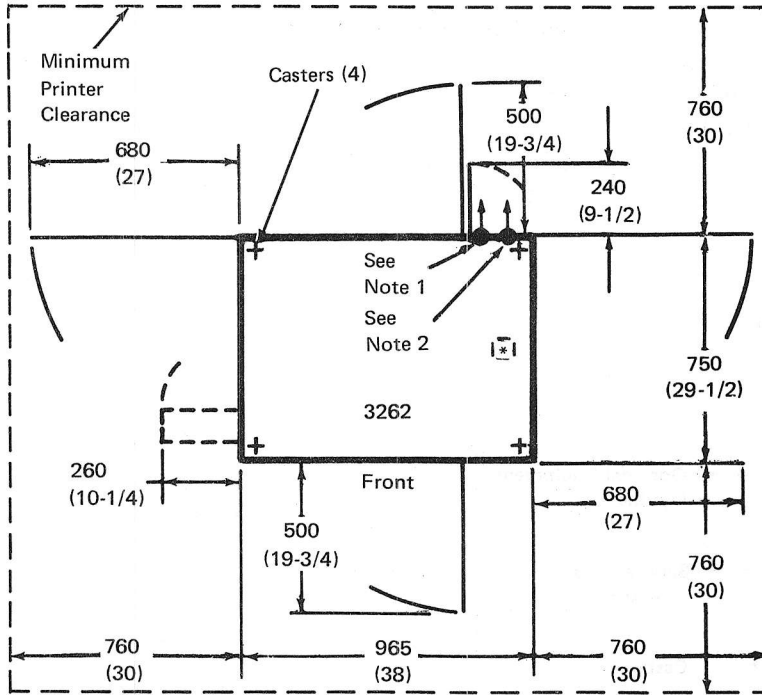 Minimum
Printer
Clearance
Casters (4)
500
(19-3/4)
760
(30)
680
(27)
240
(9-1/2)
See
Note 1
See
Note 2
*
750
(29-1/2)
3262
260
(10-1/4)
Front
500
(19-3/4)
680
(27)
760
(30)
760
(30)
965
(38)
760
(30)